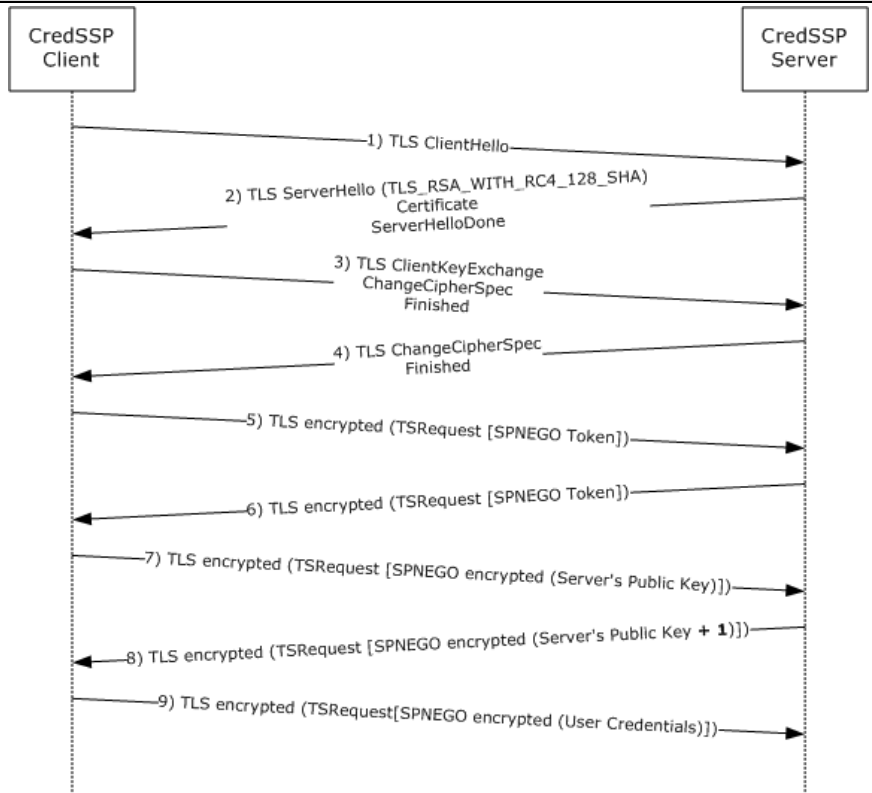 CredSSP
Client
CredSSP
Server
1) TLS ClientHello
2) TLS ServerHello (TLS_RSA_WITH_RC4_128_SHA)
Certificate
ServerHelloDone
3) TLS ClientKeyExchange
ChangeCipherSpec
Finished
4) TLS ChangeCipherSpec
Finished
5) TLS encrypted (TSRequest [SPNEGO Token])
6) TLS encrypted (TSRequest [SPNEGO Token])
7) TLS encrypted (TSRequest [SPNEGO encrypted (Server's Public Key)])
8) TLS encrypted (TSRequest [SPNEGO encrypted (Server's Public Key + 1)])
9) TLS encrypted (TSRequest[SPNEGO encrypted (User Credentials)])